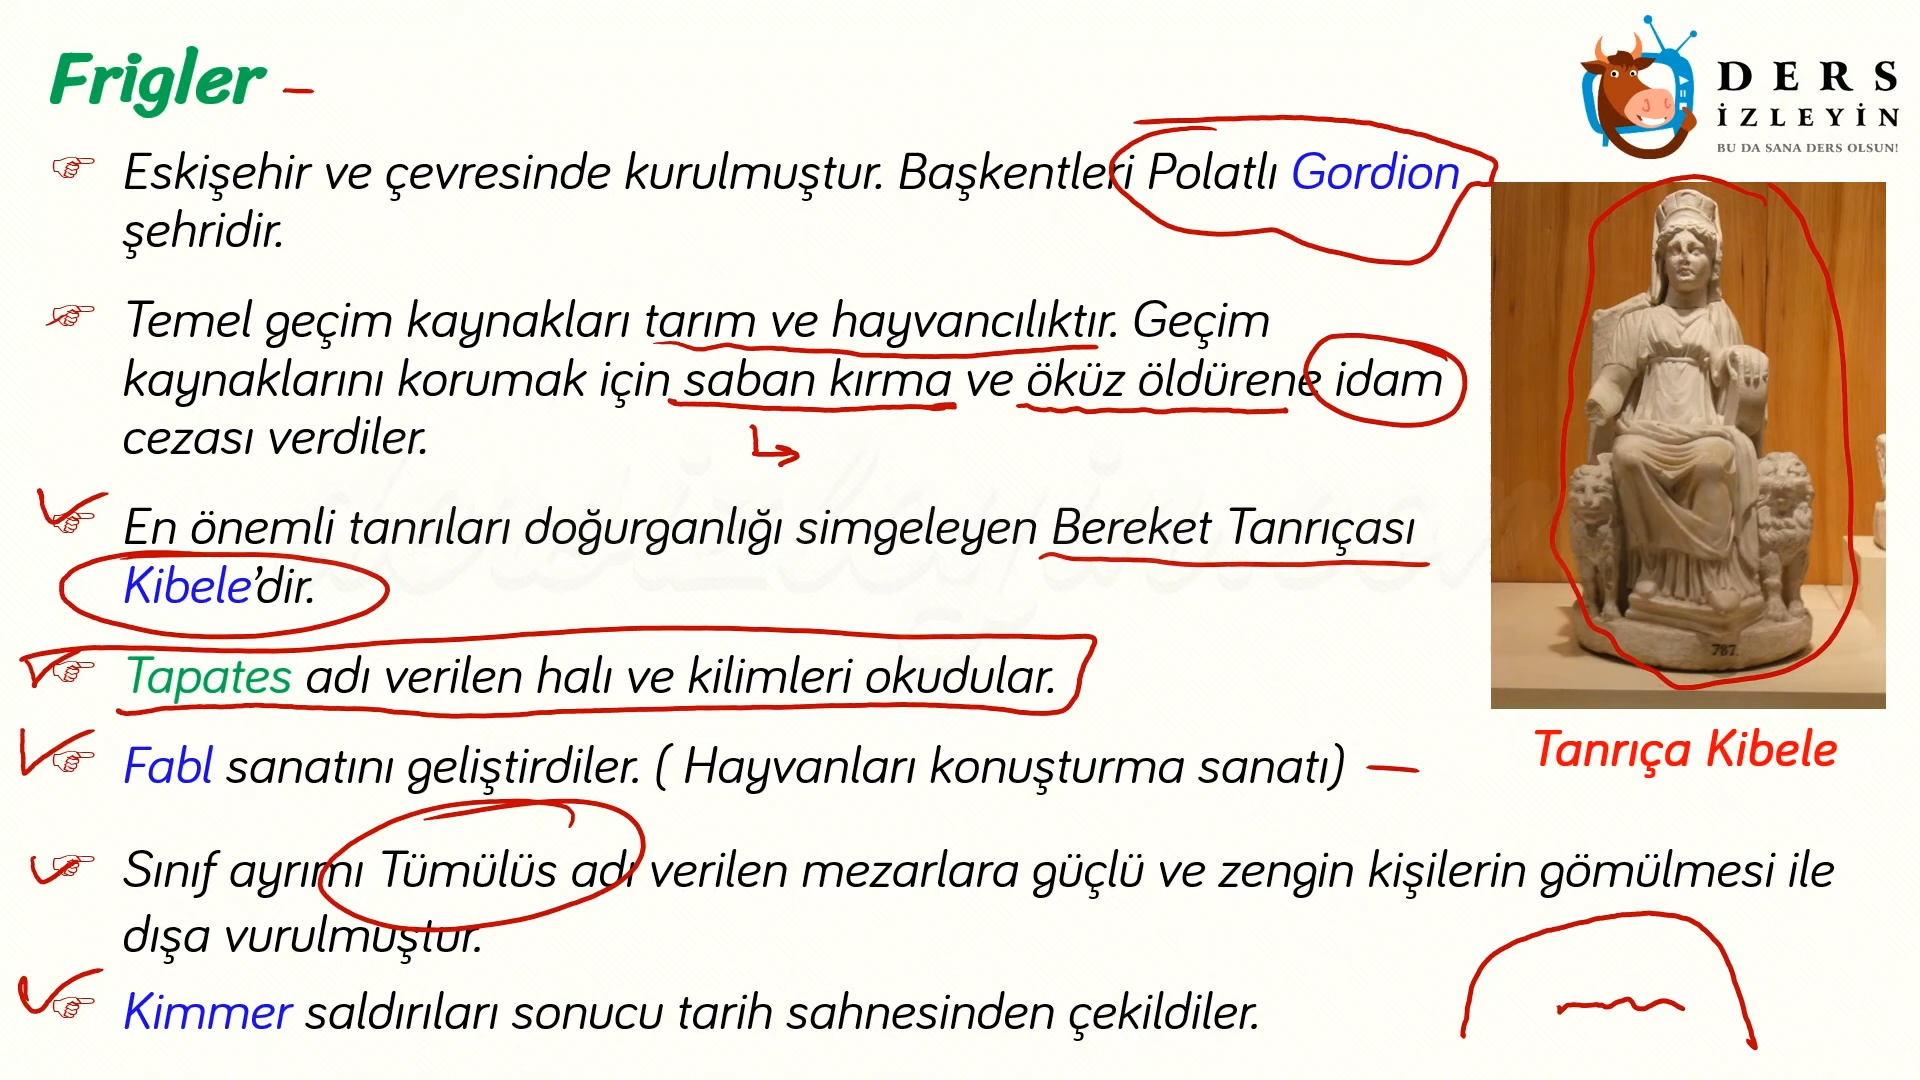 Frigler
DERS
İZLEYİN
BU DA SANA DERS OLSUN!
Eskişehir ve çevresinde kurulmuştur. Başkentleri Polatlı Gordion
şehridir.
Temel geçim kaynakları tarım ve hayvancılıktır. Geçim
kaynaklarını korumak için saban kırma ve öküz öldürene idam
cezası verdiler.
En önemli tanrıları doğurganlığı simgeleyen Bereket Tanrıçası
Kibele’dir.
Tapates adı verilen halı ve kilimleri okudular.
787
Tanrıça Kibele
Fabl sanatını geliştirdiler. ( Hayvanları konuşturma sanatı)
Sınıf ayrımı Tümülüs adı verilen mezarlara güçlü ve zengin kişilerin gömülmesi ile
dışa vurulmuştur.
Kimmer saldırıları sonucu tarih sahnesinden çekildiler.